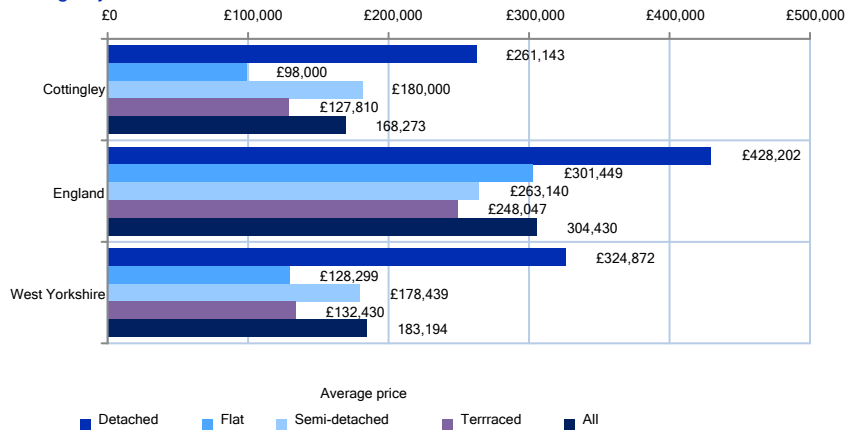 £0 £100,000 £200,000 £300,000 £400,000 £500,000
£261,143
£98,000
Cottingley £180,000
£127,810
168,273
£428,202
£301,449
England £263,140
£248,047
304,430
£324,872
£128,299
West Yorkshire £178,439
£132,430
183,194
Average price
Detached Flat Semi-detached Terrraced All